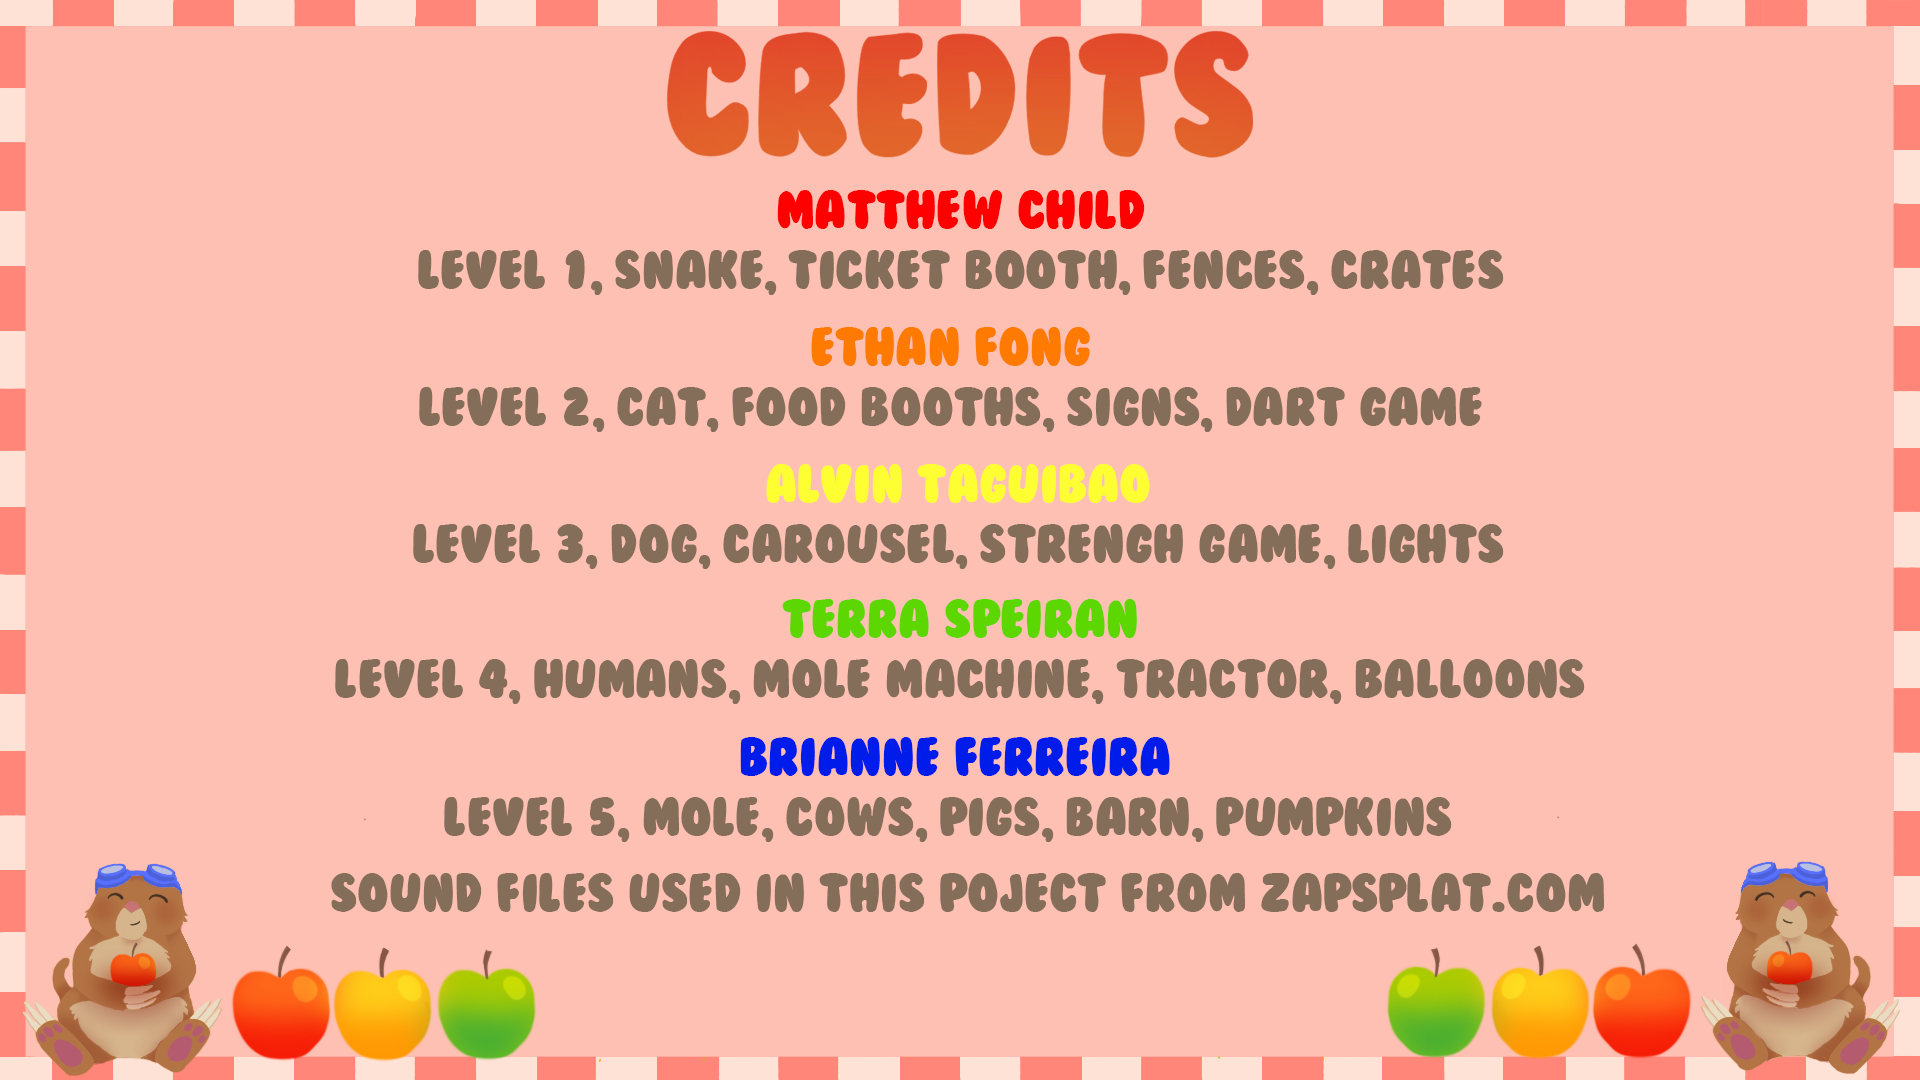 CREDITS
MATTHEW CHILD
LEVEL 1, SNAKE, TICKET BOOTH, FENCES, CRATES
ETHAN FONG
LEVEL 2, CAT, FOOD BOOTHS, SIGNS, DART GAME
ALVIN TAGUIBAO
LEVEL 3, DOG, CAROUSEL, STRENGH GAME, LIGHTS
TERRA SPEIRAN
LEVEL 4, HUMANS, MOLE MACHINE, TRACTOR, BALLOONS
BRIANNE FERREIRA
LEVEL 5, MOLE, COWS, PIGS, BARN, PUMPKINS
SOUND FILES USED IN THIS POJECT FROM ZAPSPLAT.COM